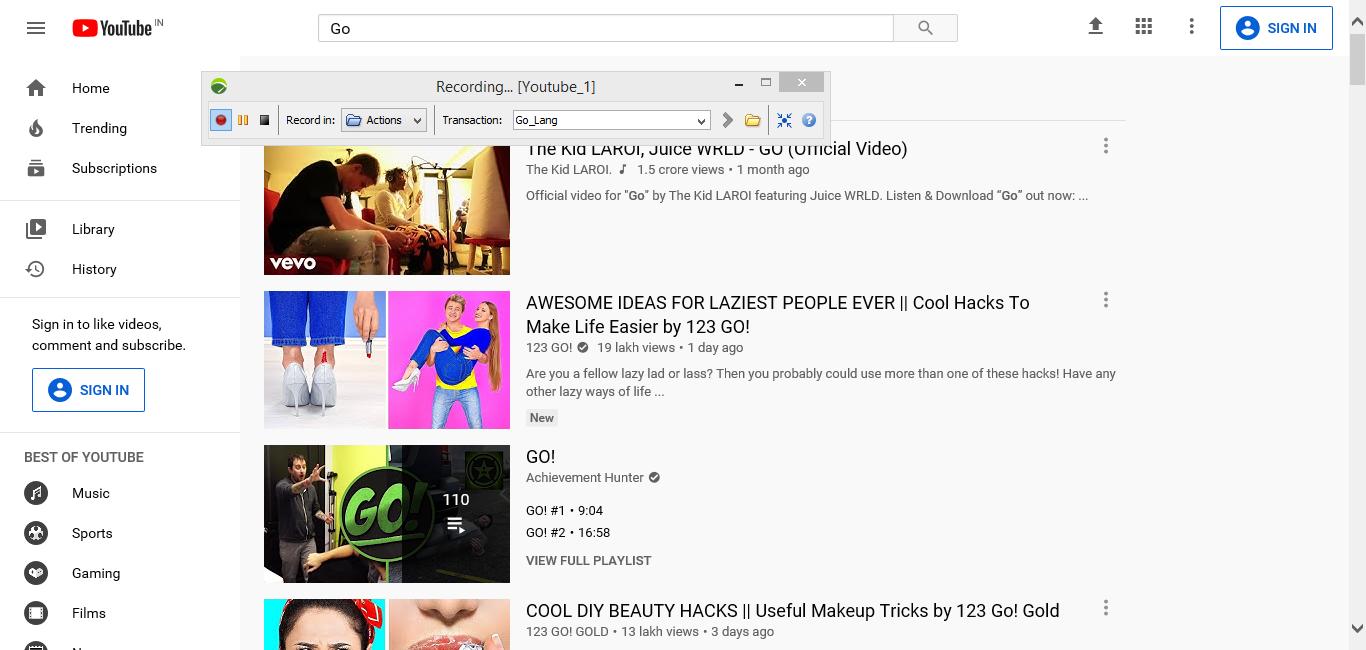 YouTube IN
Go
SIGN IN
Home
Trending
Subscriptions
Library
History
Sign in to like videos,
comment and subscribe.
SIGN IN
BEST OF YOUTUBE
Music
Sports
Gaming
Films
Recording... [Youtube_1]
Record in: Actions Transaction: Go_Lang
The Kid LAROI, Juice WRLD - GO (Official Video)
The Kid LAROI. 1.5 crore views • 1 month ago
Official video for "Go" by The Kid LAROI featuring Juice WRLD. Listen & Download “Go” out now: ...
vevo
AWESOME IDEAS FOR LAZIEST PEOPLE EVER || Cool Hacks To
Make Life Easier by 123 GO!
123 GO! 19 lakh views • 1 day ago
Are you a fellow lazy lad or lass? Then you probably could use more than one of these hacks! Have any
other lazy ways of life ...
New
GO!
110
GO!
Achievement Hunter
GO! #1 • 9:04
GO! #2 • 16:58
VIEW FULL PLAYLIST
COOL DIY BEAUTY HACKS || Useful Makeup Tricks by 123 Go! Gold
123 GO! GOLD • 13 lakh views • 3 days ago